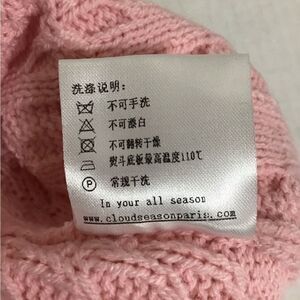 洗涤说明:
不可手洗
不可漂白
不可翻转干燥
熨斗底板最高温度110℃
P 常规干洗
In your all season
www.cloudseasonparis.com